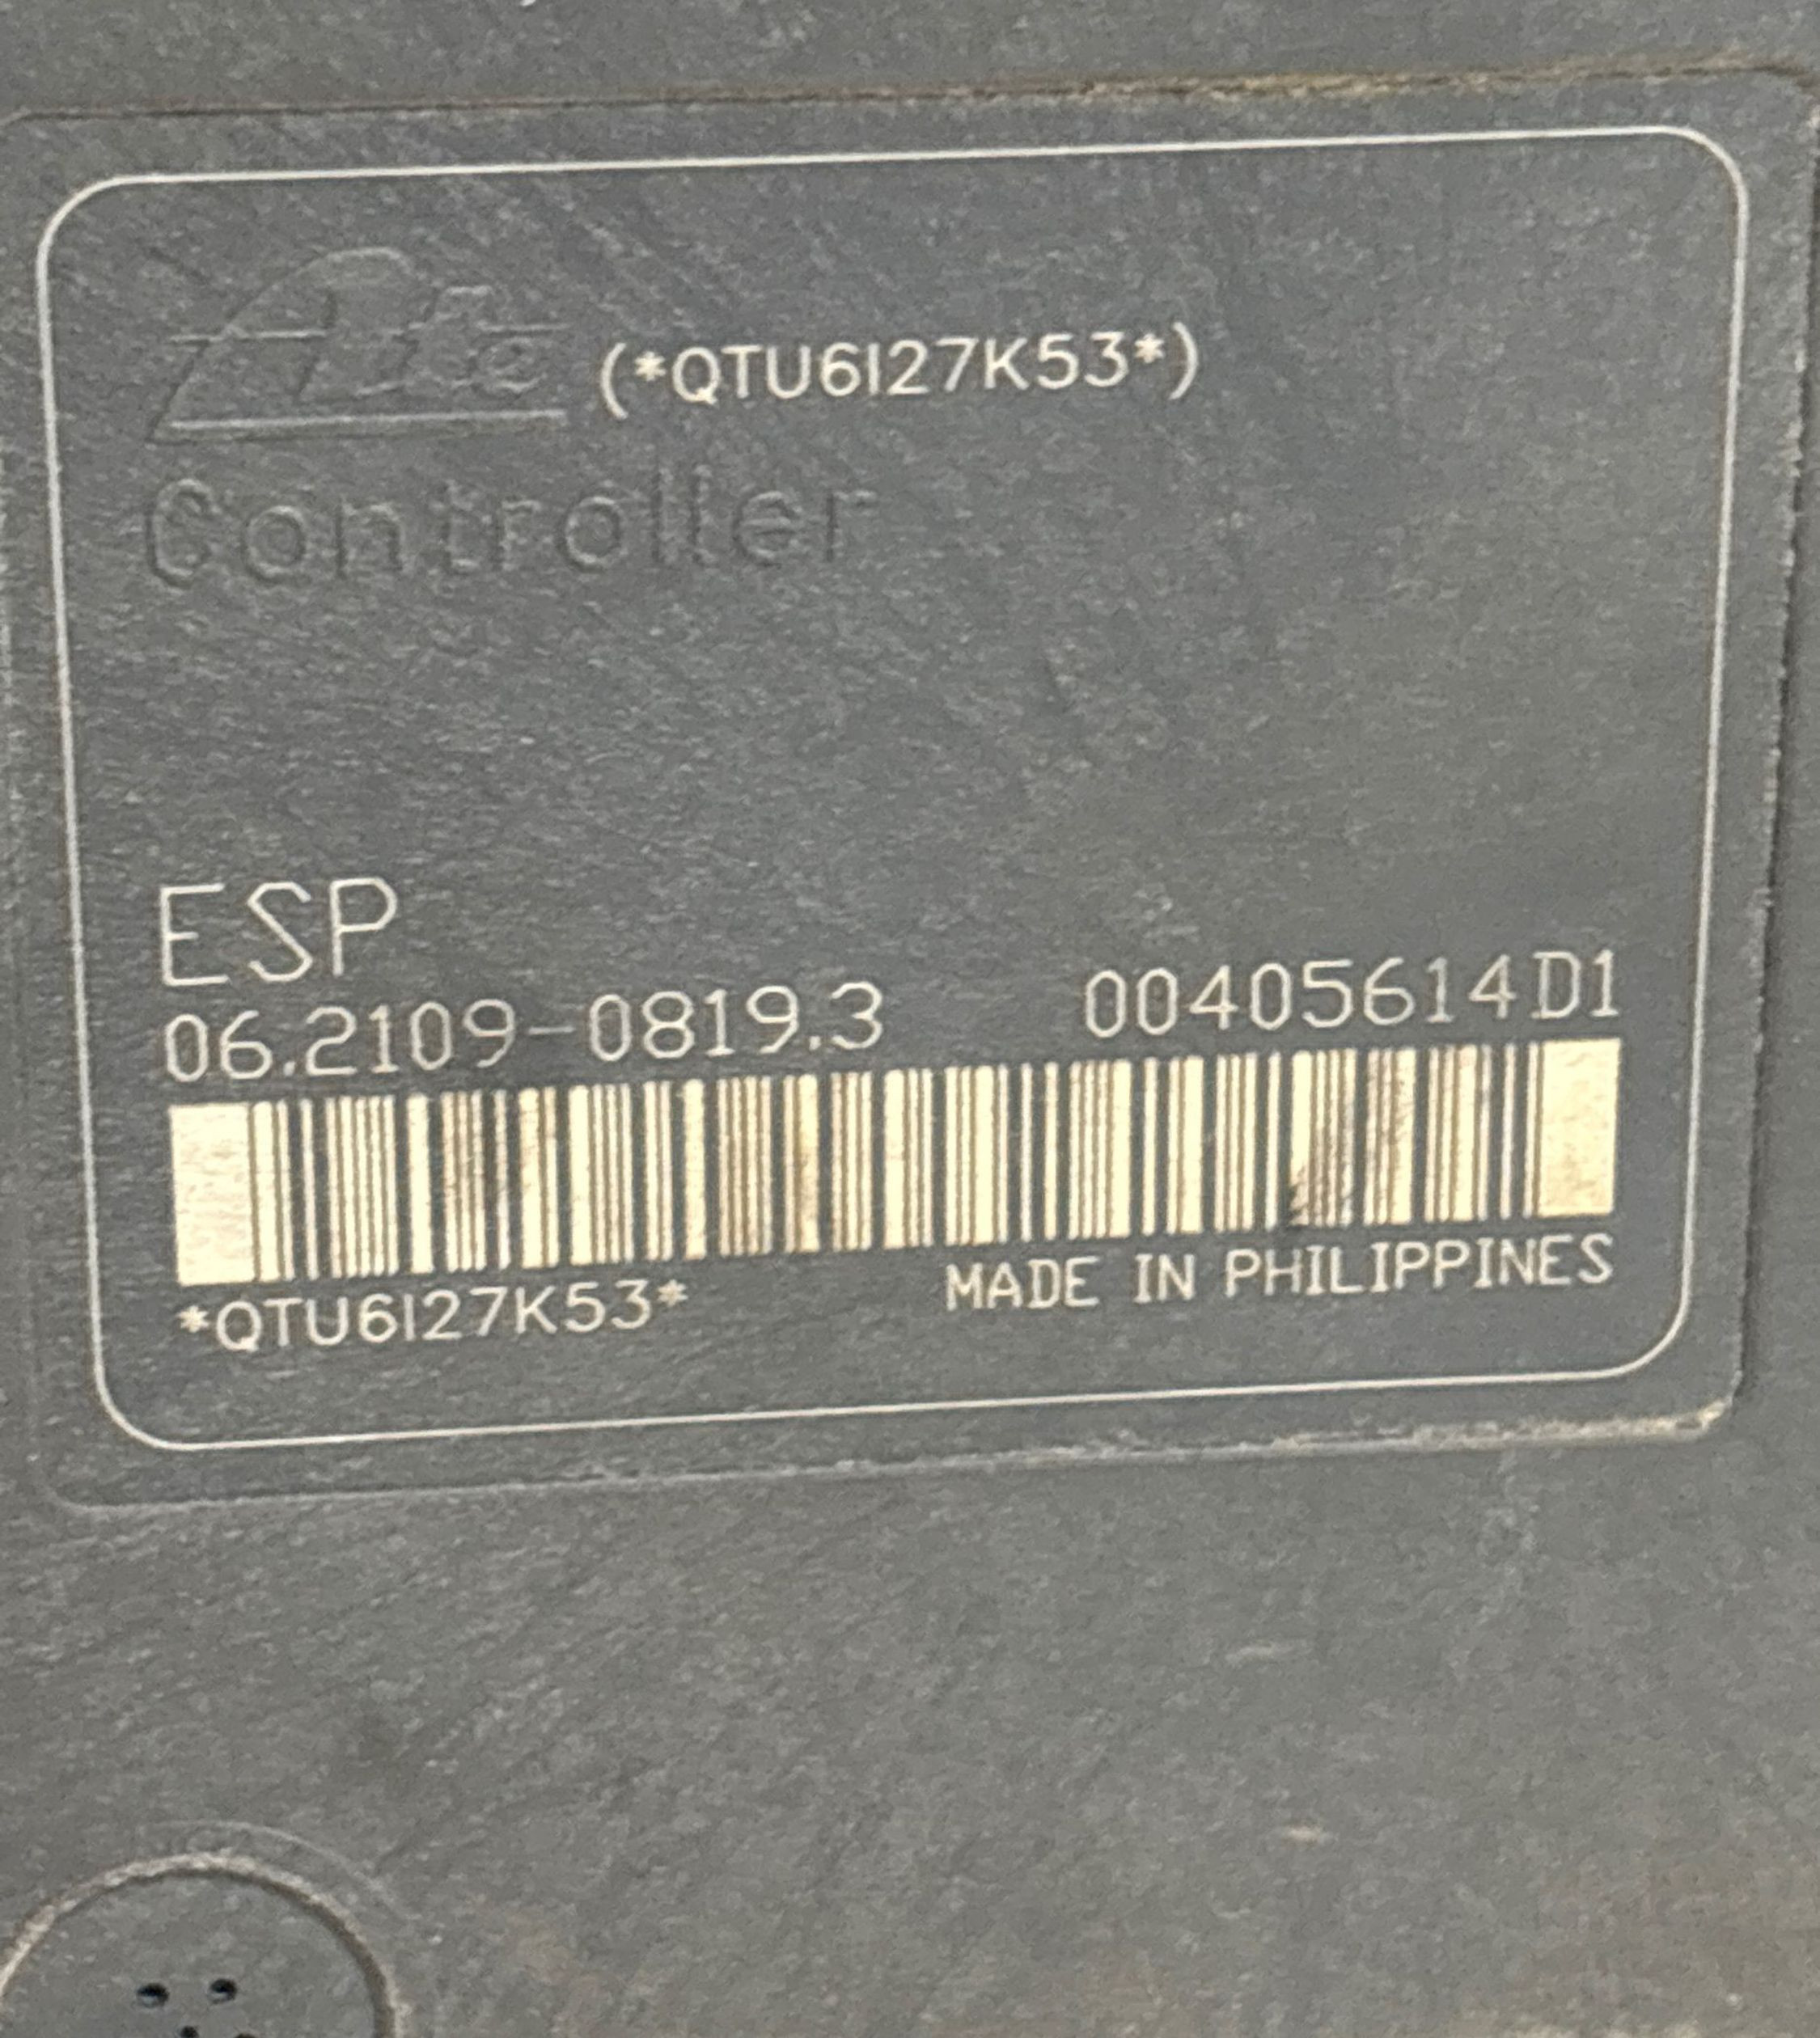 Ate (*QTU6I27K53*)
Controller
ESP
06.2109-0819.3 00405614D1
*QTU6I27K53* MADE IN PHILIPPINES